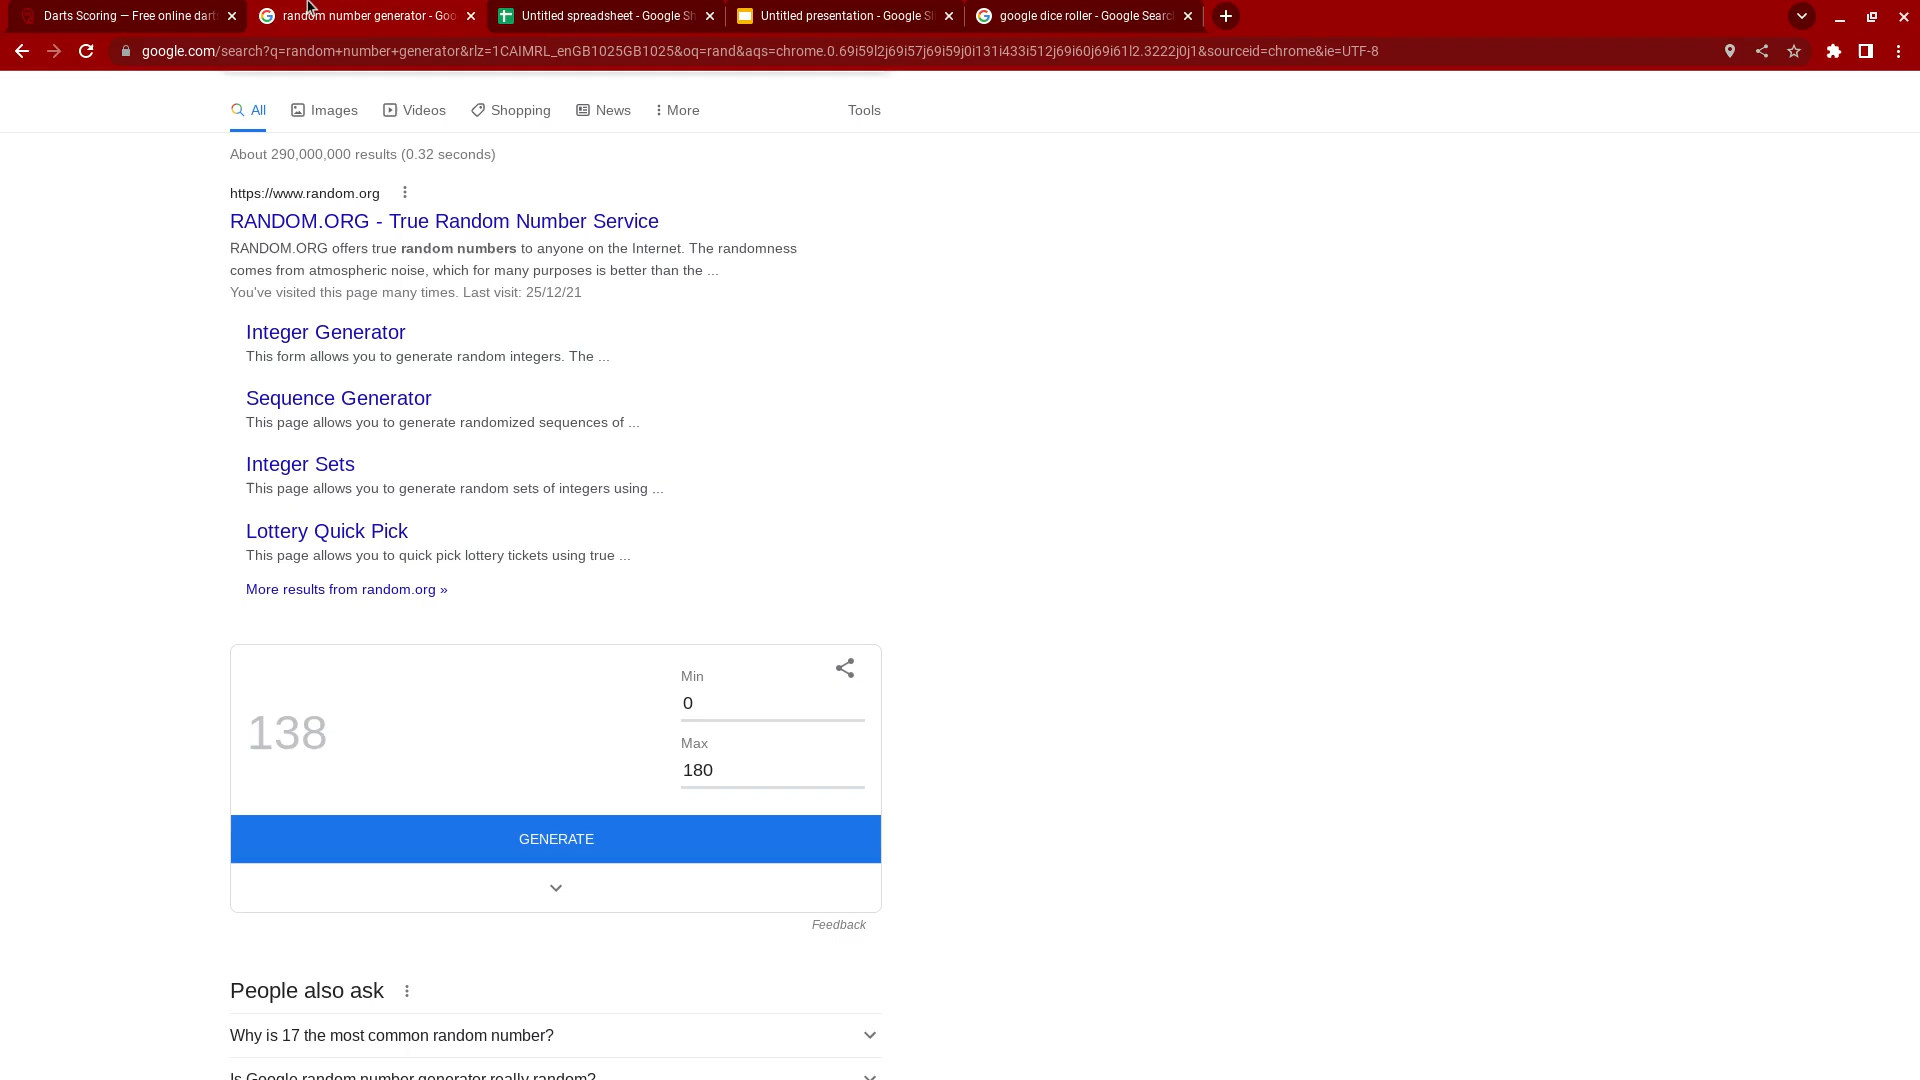 Darts Scoring — Free online dart
random number generator - Goo
Untitled spreadsheet - Google Sh
Untitled presentation - Google Sl
google dice roller - Google Searc
google.com/search?q=random+number+generator&rlz=1CAIMRL_enGB1025GB1025&oq=rand&aqs=chrome.0.69i59l2j69i57j69i59j0i131i433i512j69i60j69i61l2.3222j0j1&sourceid=chrome&ie=UTF-8
All Images Videos Shopping News More Tools
About 290,000,000 results (0.32 seconds)
https://www.random.org
RANDOM.ORG - True Random Number Service
RANDOM.ORG offers true random numbers to anyone on the Internet. The randomness
comes from atmospheric noise, which for many purposes is better than the ...
You've visited this page many times. Last visit: 25/12/21
Integer Generator
This form allows you to generate random integers. The ...
Sequence Generator
This page allows you to generate randomized sequences of ...
Integer Sets
This page allows you to generate random sets of integers using ...
Lottery Quick Pick
This page allows you to quick pick lottery tickets using true ...
More results from random.org »
Min
0
138
Max
180
GENERATE
Feedback
People also ask
Why is 17 the most common random number?
Is Google random number generator really random?